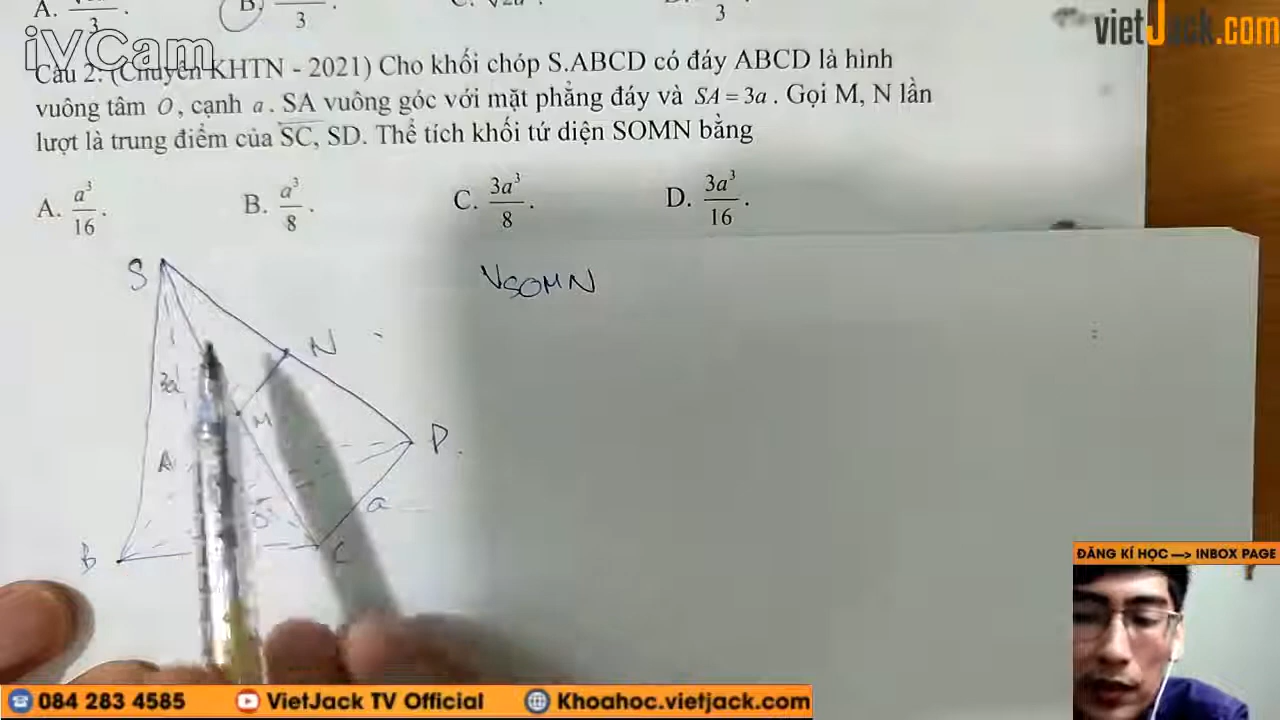 A. 3 .
B. 3 .
3
iVCam
vietJack.com
Câu 2: (Chuyên KHTN - 2021) Cho khối chóp S.ABCD có đáy ABCD là hình
vuông tâm O, cạnh a. SA vuông góc với mặt phẳng đáy và SA = 3a. Gọi M, N lần
lượt là trung điểm của SC, SD. Thể tích khối tứ diện SOMN bằng
A. a³/16. B. a³/8. C. 3a³/8. D. 3a³/16.
S
VSOMN
N
3a
M
A
D
O
a
B
C
ĐĂNG KÍ HỌC —> INBOX PAGE
084 283 4585 VietJack TV Official Khoahoc.vietjack.com